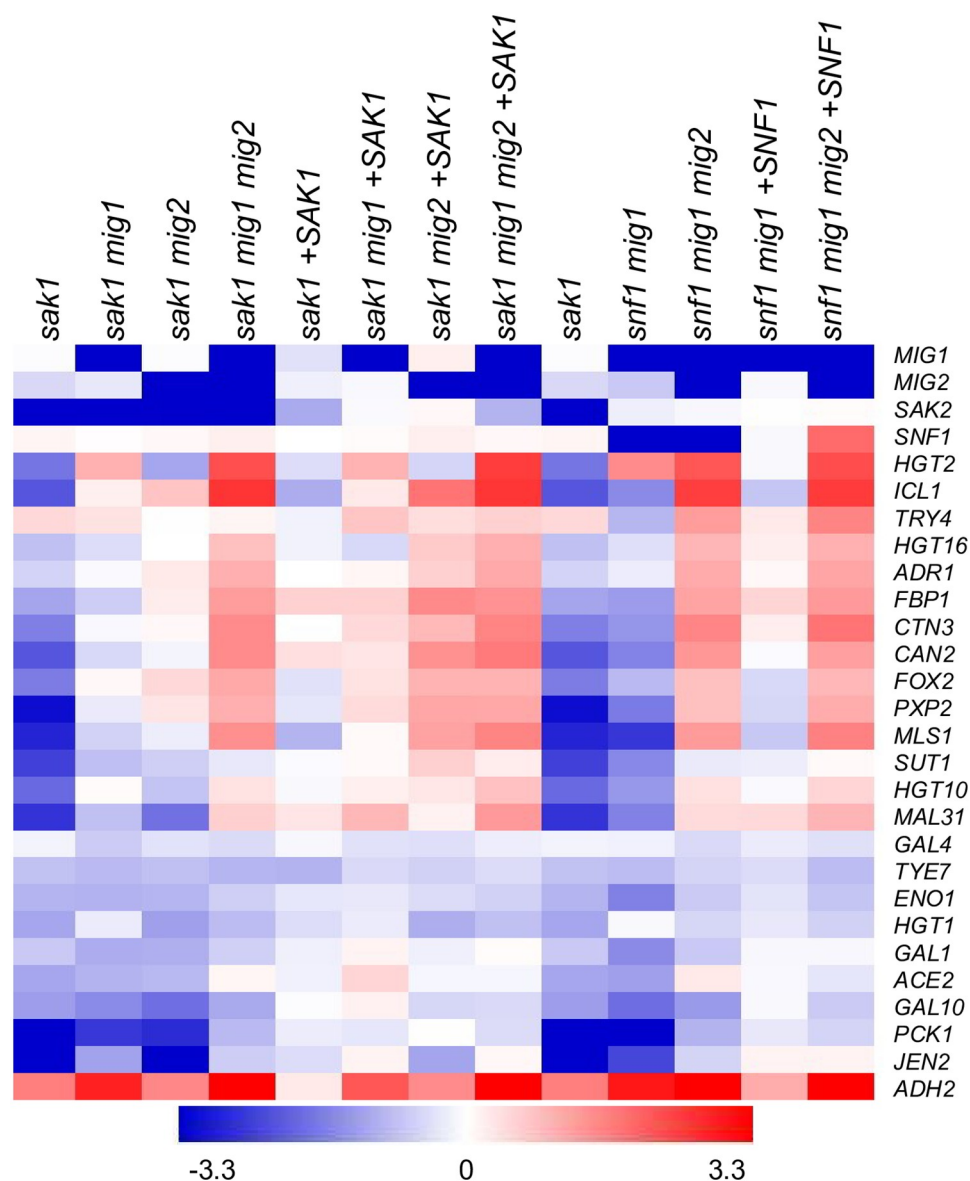 sak1
sak1 mig1
sak1 mig2
sak1 mig1 mig2
sak1 +SAK1
sak1 mig1 +SAK1
sak1 mig2 +SAK1
sak1 mig1 mig2 +SAK1
sak1
snf1 mig1
snf1 mig1 mig2
snf1 mig1 +SNF1
snf1 mig1 mig2 +SNF1
MIG1
MIG2
SAK2
SNF1
HGT2
ICL1
TRY4
HGT16
ADR1
FBP1
CTN3
CAN2
FOX2
PXP2
MLS1
SUT1
HGT10
MAL31
GAL4
TYE7
ENO1
HGT1
GAL1
ACE2
GAL10
PCK1
JEN2
ADH2
-3.3 0 3.3